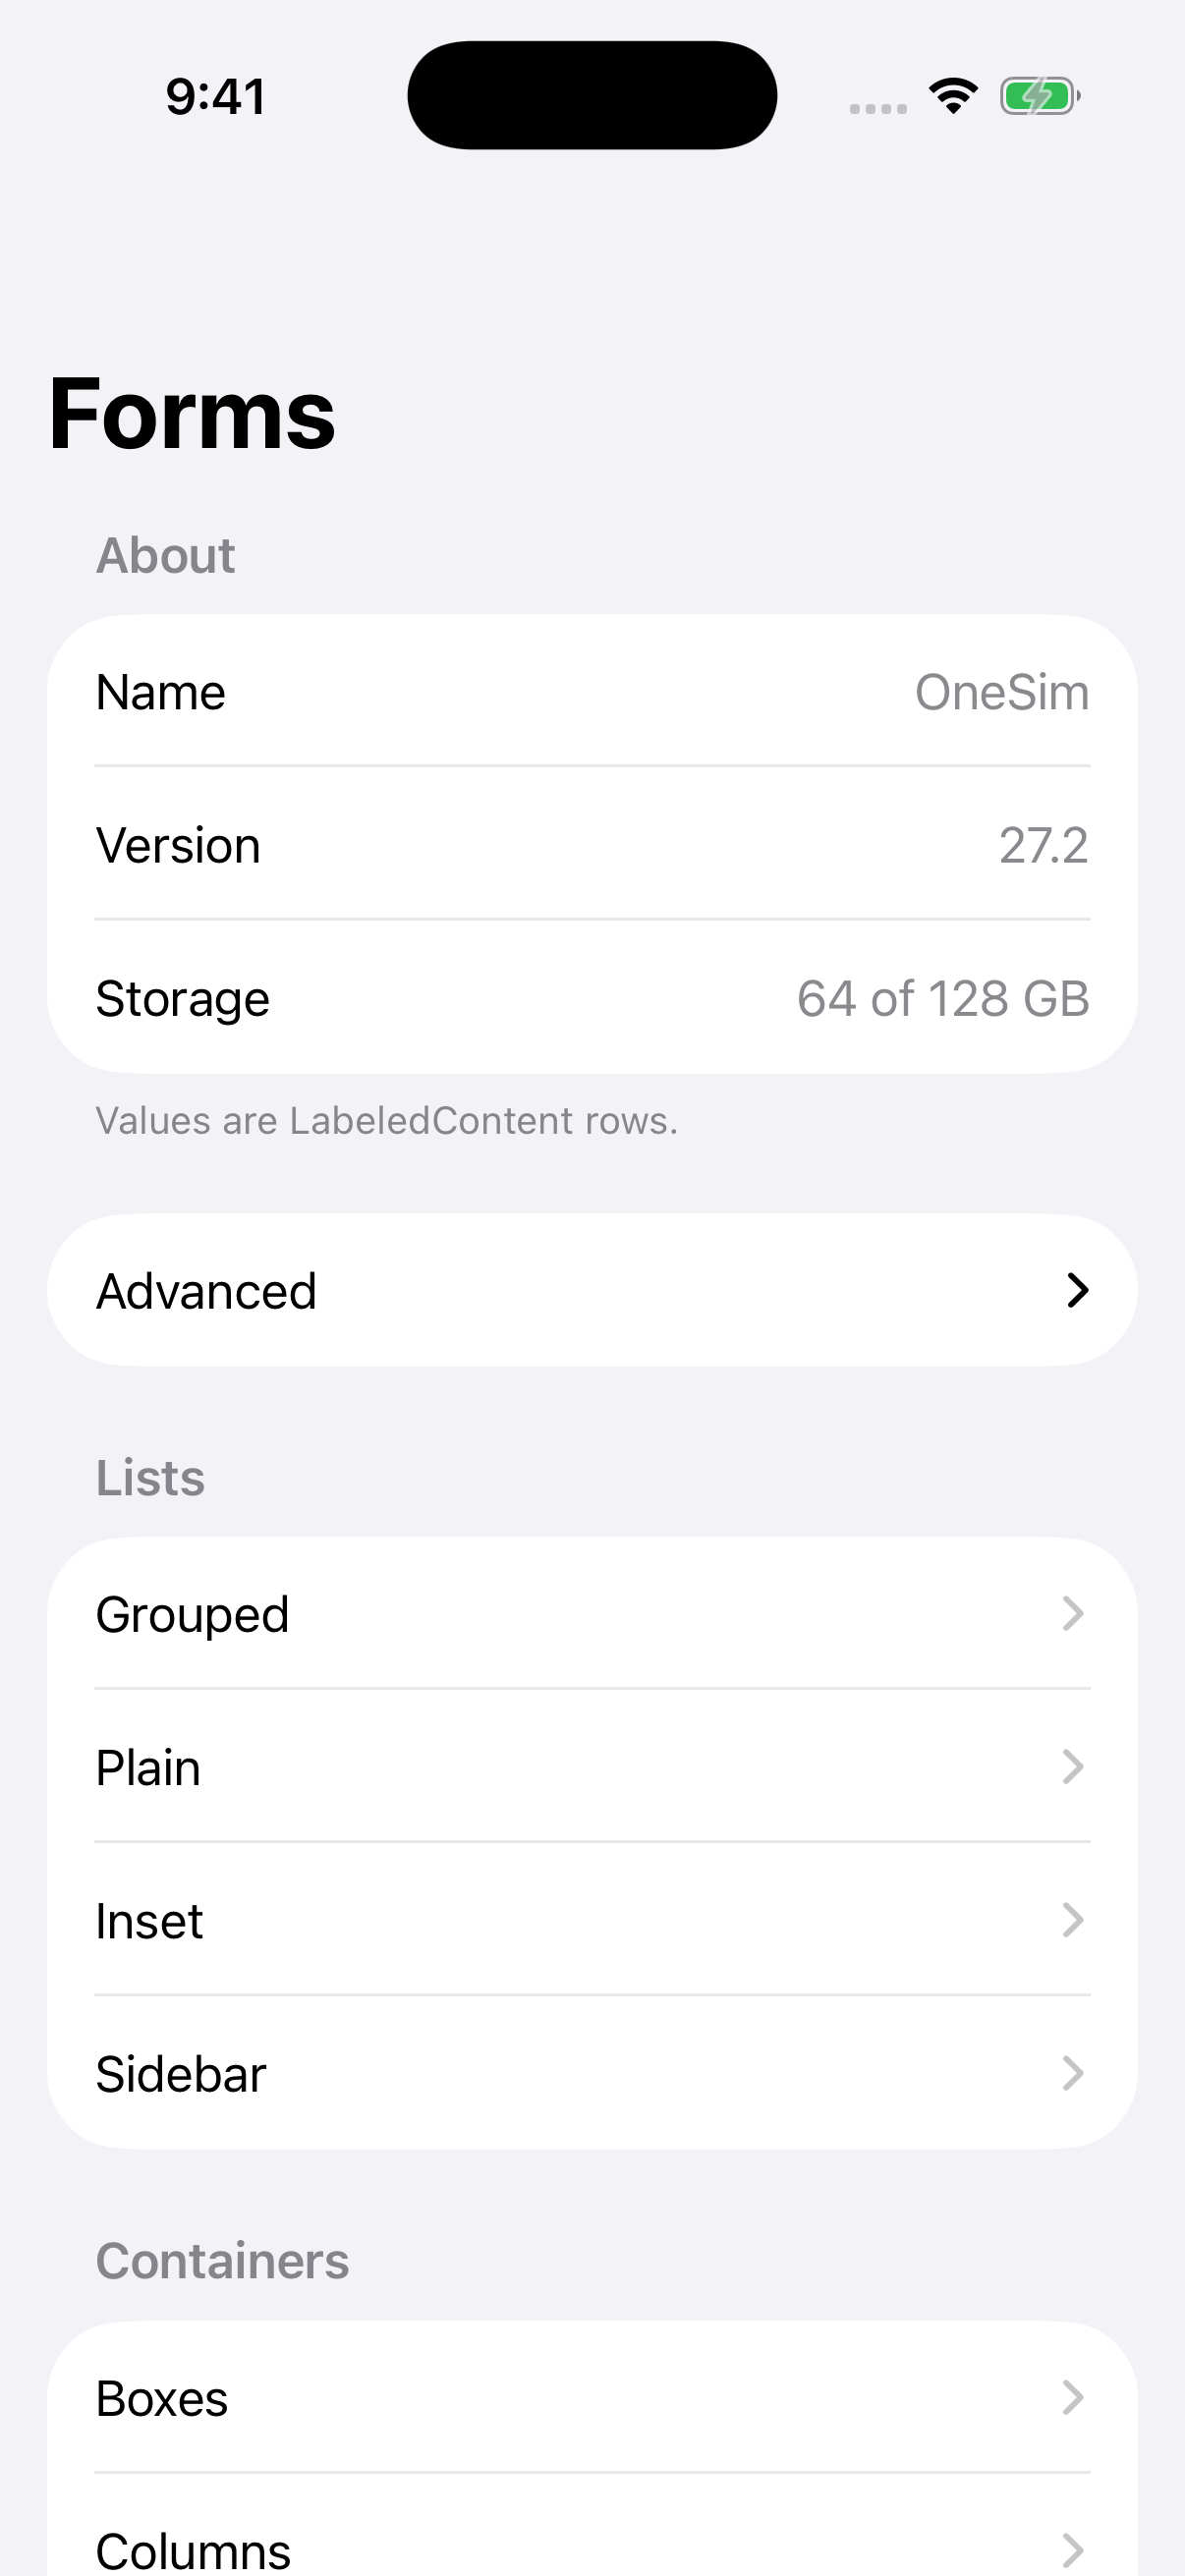 9:41
Forms
About
Name OneSim
Version 27.2
Storage 64 of 128 GB
Values are LabeledContent rows.
Advanced
Lists
Grouped
Plain
Inset
Sidebar
Containers
Boxes
Columns